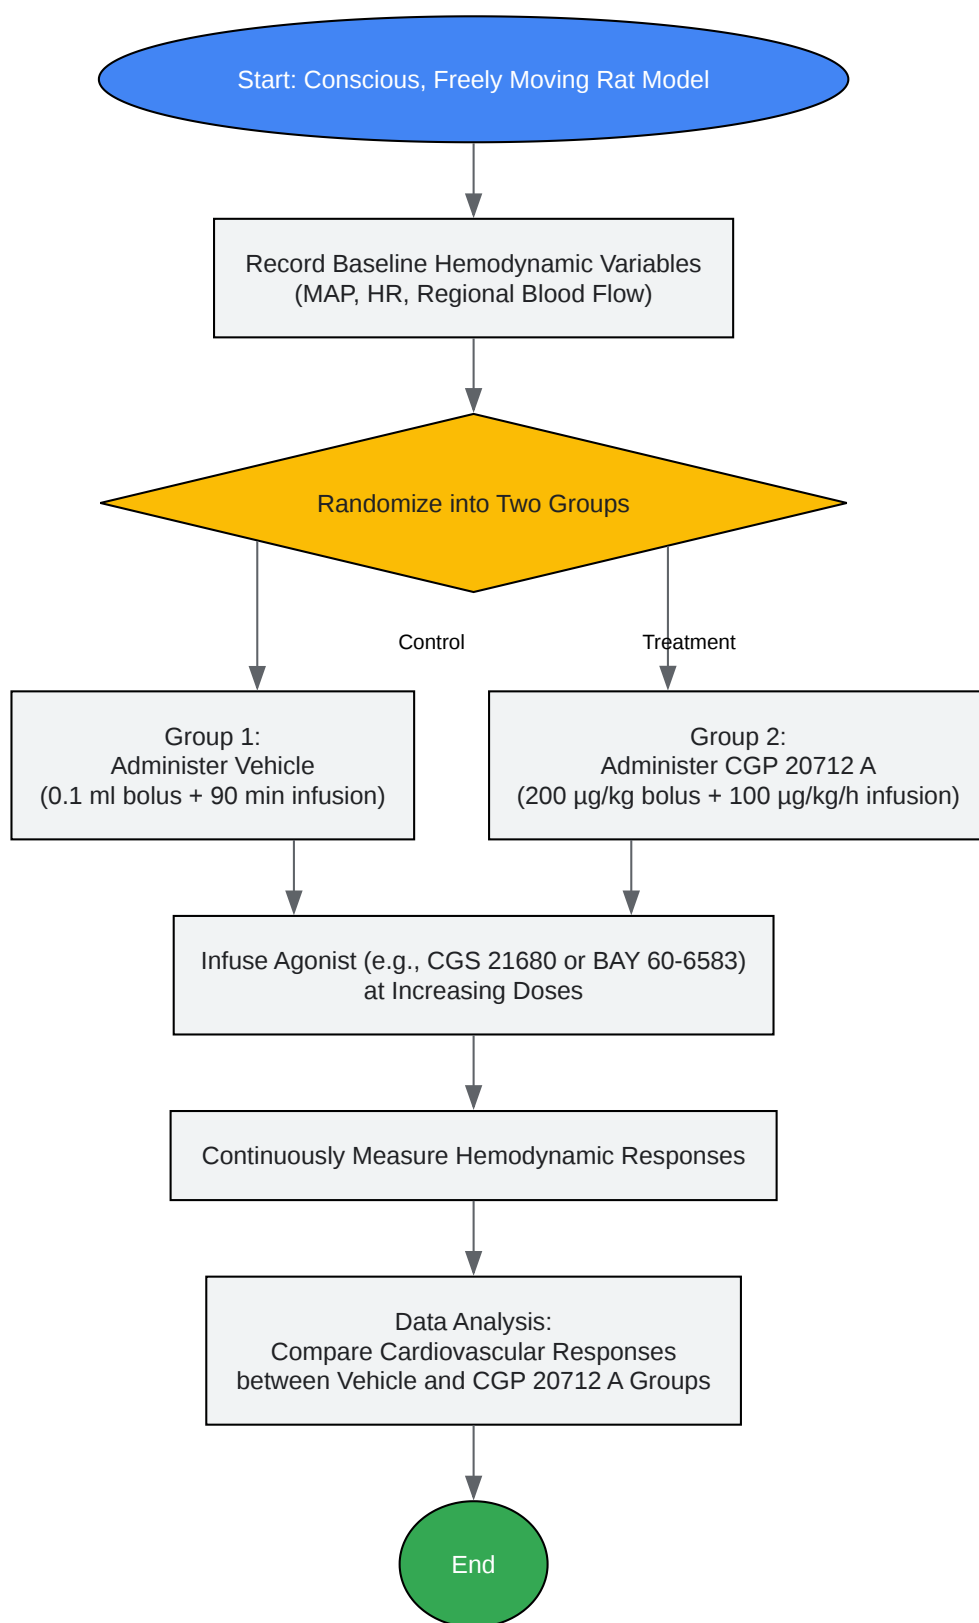 Start: Conscious, Freely Moving Rat Model
Record Baseline Hemodynamic Variables
(MAP, HR, Regional Blood Flow)
Randomize into Two Groups
Control
Treatment
Group 1:
Administer Vehicle
(0.1 ml bolus + 90 min infusion)
Group 2:
Administer CGP 20712 A
(200 µg/kg bolus + 100 µg/kg/h infusion)
Infuse Agonist (e.g., CGS 21680 or BAY 60-6583)
at Increasing Doses
Continuously Measure Hemodynamic Responses
Data Analysis:
Compare Cardiovascular Responses
between Vehicle and CGP 20712 A Groups
End